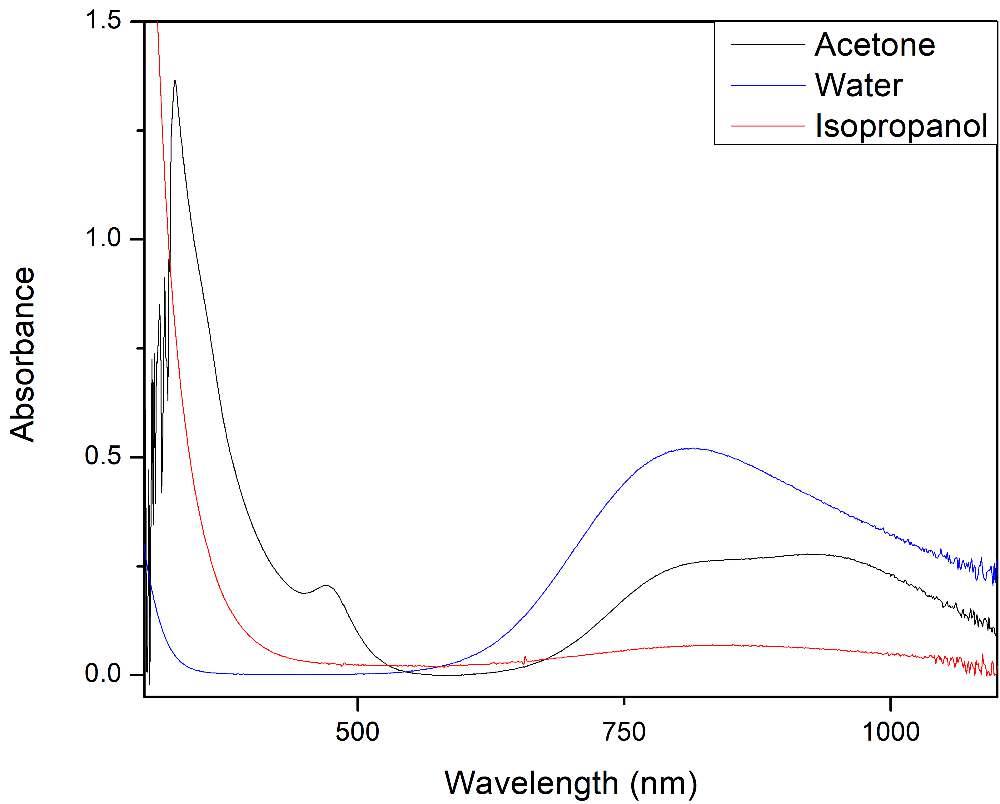 1.5
1.0
0.5
0.0
Absorbance
Acetone
Water
Isopropanol
500 750 1000
Wavelength (nm)